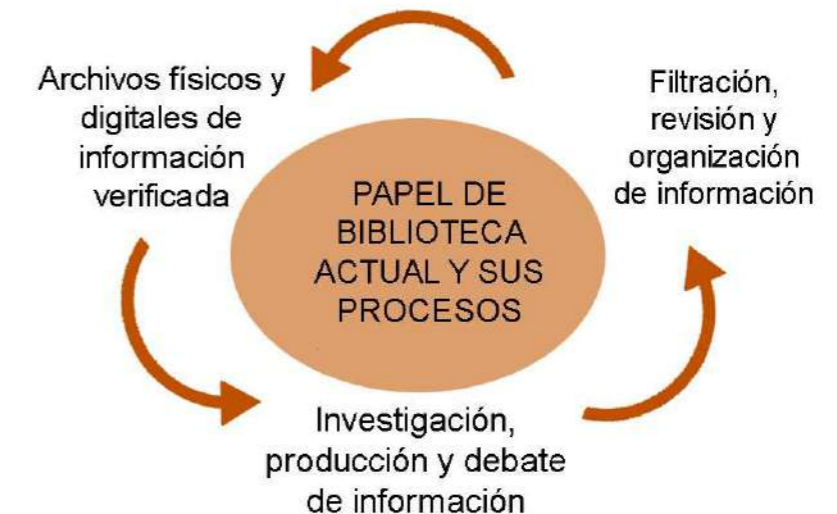 Archivos físicos y
digitales de
información
verificada
Filtración,
revisión y
organización
de información
PAPEL DE
BIBLIOTECA
ACTUAL Y SUS
PROCESOS
Investigación,
producción y debate
de información